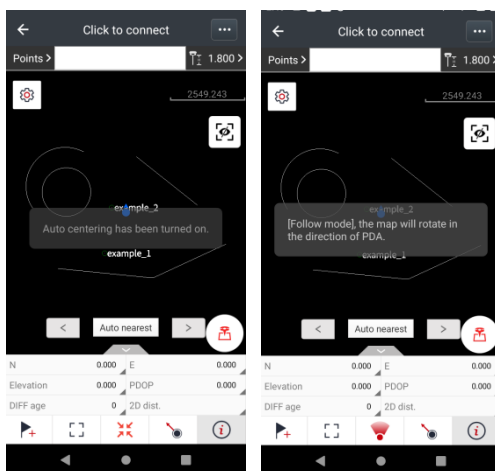 Click to connect
Points > 1.800 >
2549.243
example_2
Auto centering has been turned on.
example_1
< Auto nearest >
N 0.000 E 0.000
Elevation 0.000 PDOP 0.000
DIFF age 0 2D dist.
Click to connect
Points > 1.800 >
2549.243
example_2
[Follow mode], the map will rotate in
the direction of PDA.
example_1
< Auto nearest >
N 0.000 E 0.000
Elevation 0.000 PDOP 0.000
DIFF age 0 2D dist.